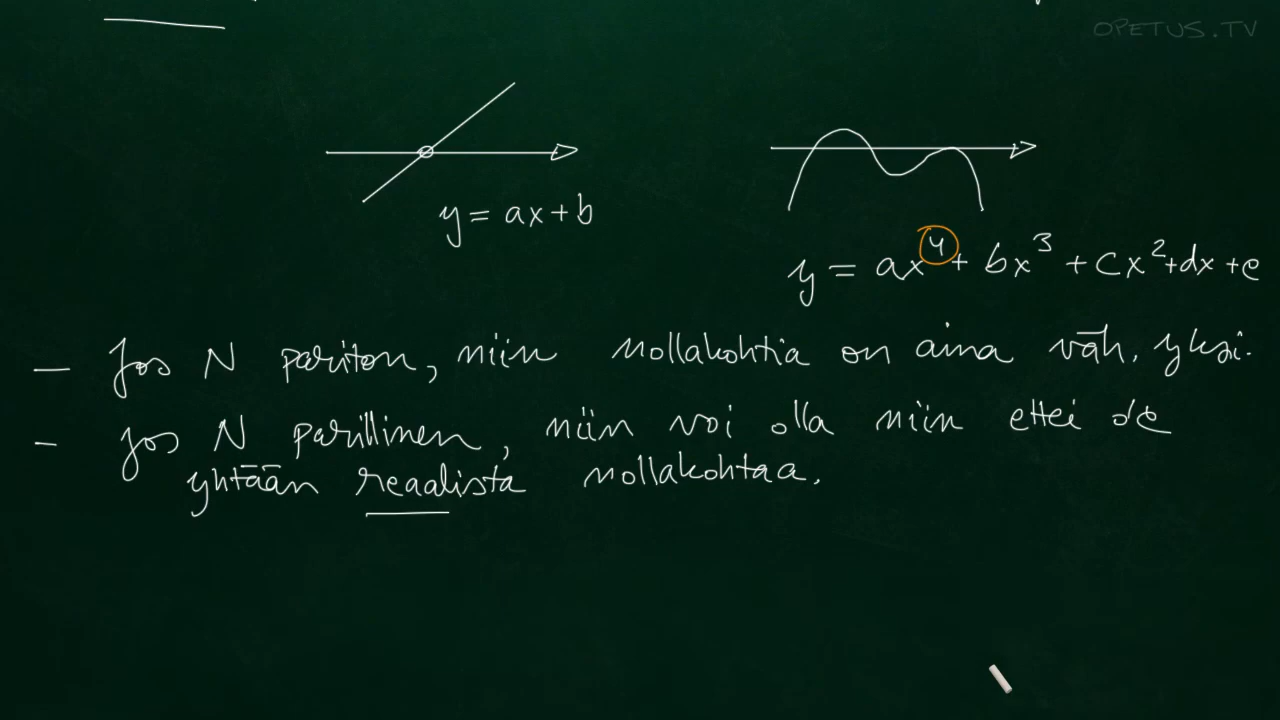 OPETUS.TV
y = ax+b
y = ax⁴ + bx³ + cx² + dx + e
– Jos N pariton, niin nollakohtia on aina väh. yksi.
– jos N parillinen, niin voi olla niin ettei ole
yhtään reaalista nollakohtaa.